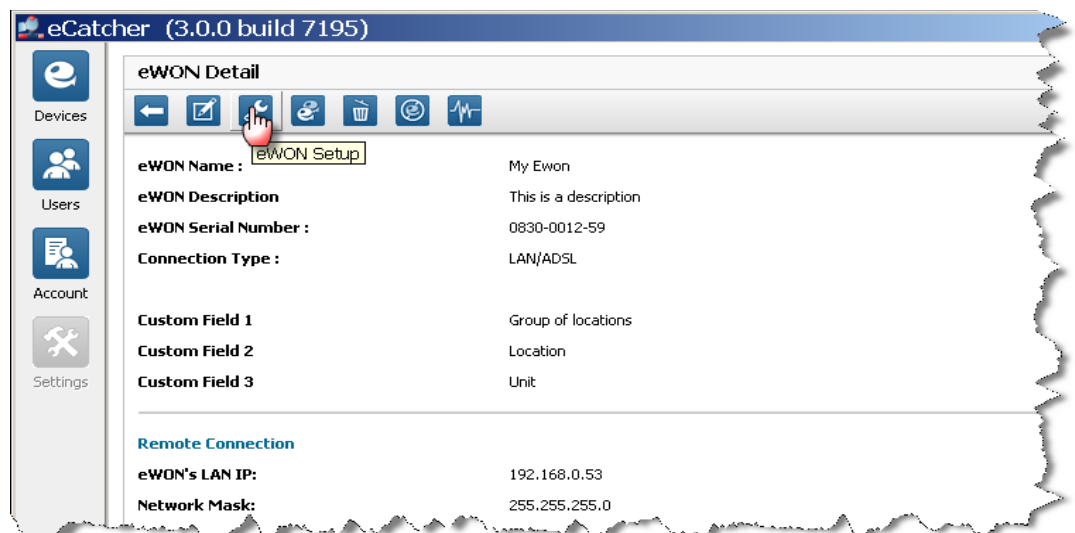 eCatcher (3.0.0 build 7195)
eWON Detail
Devices
eWON Setup
eWON Name : My Ewon
Users
eWON Description This is a description
eWON Serial Number : 0830-0012-59
Connection Type : LAN/ADSL
Account
Custom Field 1 Group of locations
Custom Field 2 Location
Settings
Custom Field 3 Unit
Remote Connection
eWON's LAN IP: 192.168.0.53
Network Mask: 255.255.255.0